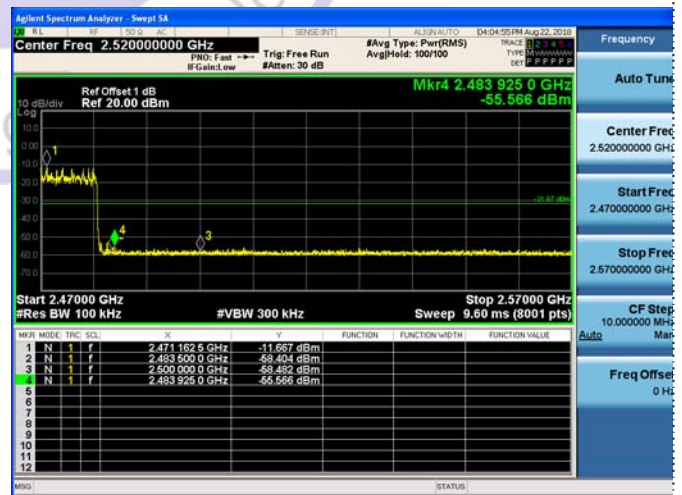 Agilent Spectrum Analyzer - Swept SA
RL RF 50 Ω AC SENSE:INT ALIGN AUTO 04:04:55 PM Aug 22, 2018
Center Freq 2.520000000 GHz #Avg Type: Pwr(RMS) TRACE 1 2 3 4 5 6
PNO: Fast Trig: Free Run Avg|Hold: 100/100 TYPE
IFGain:Low #Atten: 30 dB DET P P P P P P
Mkr4 2.483 925 0 GHz
Ref Offset 1 dB
10 dB/div Ref 20.00 dBm -55.566 dBm
Log
10.0
0.00
-10.0
-20.0
-30.0
-40.0
-50.0
-60.0
-70.0
1
4
3
-31.67 dBm
Start 2.47000 GHz Stop 2.57000 GHz
#Res BW 100 kHz #VBW 300 kHz Sweep 9.60 ms (8001 pts)
MKR MODE TRC SCL X Y FUNCTION FUNCTION WIDTH FUNCTION VALUE
1 N 1 f 2.471 162 5 GHz -11.667 dBm
2 N 1 f 2.483 500 0 GHz -58.404 dBm
3 N 1 f 2.500 000 0 GHz -58.482 dBm
4 N 1 f 2.483 925 0 GHz -55.566 dBm
5
6
7
8
9
10
11
12
MSG STATUS
Frequency
Auto Tune
Center Freq
2.520000000 GHz
Start Freq
2.470000000 GHz
Stop Freq
2.570000000 GHz
CF Step
10.000000 MHz
Auto Man
Freq Offset
0 Hz